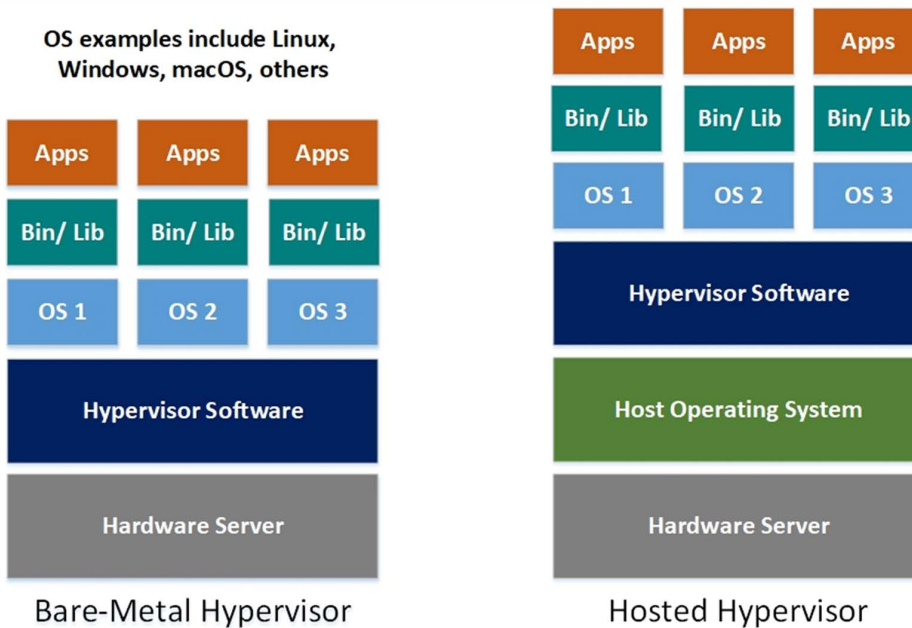 OS examples include Linux,
Windows, macOS, others
Apps Apps Apps
Bin/ Lib Bin/ Lib Bin/ Lib
OS 1 OS 2 OS 3
Hypervisor Software
Hardware Server
Bare-Metal Hypervisor
Apps Apps Apps
Bin/ Lib Bin/ Lib Bin/ Lib
OS 1 OS 2 OS 3
Hypervisor Software
Host Operating System
Hardware Server
Hosted Hypervisor